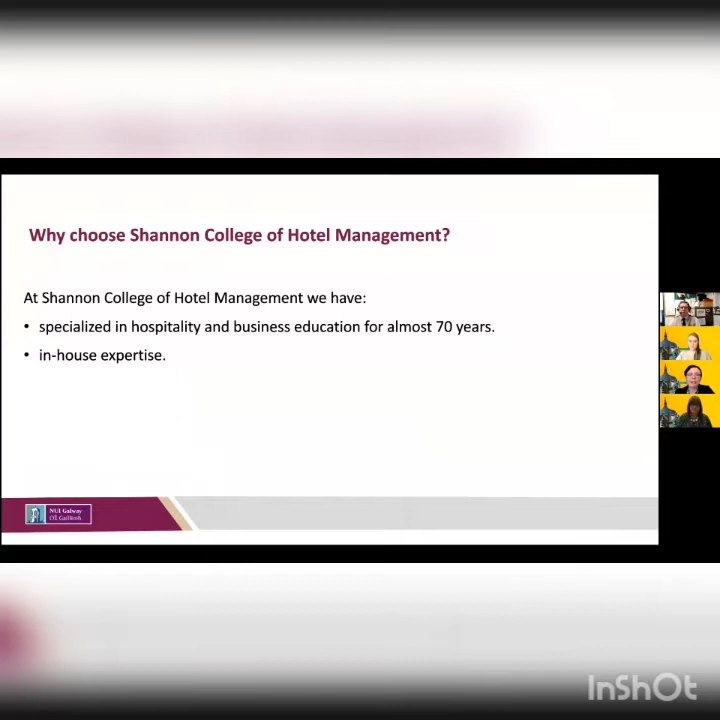 Why choose Shannon College of Hotel Management?
At Shannon College of Hotel Management we have:
• specialized in hospitality and business education for almost 70 years.
• in-house expertise.
NUI Galway
OÉ Gaillimh
InShOt